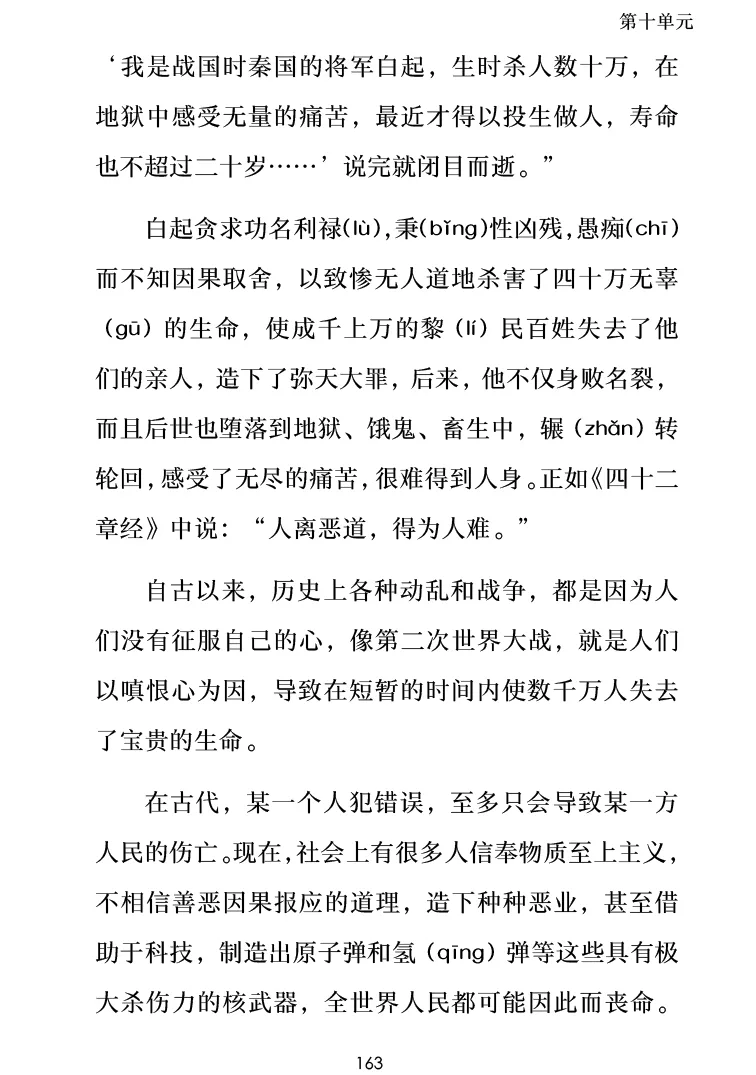 第十单元
‘我是战国时秦国的将军白起，生时杀人数十万，在
地狱中感受无量的痛苦，最近才得以投生做人，寿命
也不超过二十岁……’说完就闭目而逝。”
白起贪求功名利禄(lù),秉(bǐng)性凶残，愚痴(chī)
而不知因果取舍，以致惨无人道地杀害了四十万无辜
（gū）的生命，使成千上万的黎（lí）民百姓失去了他
们的亲人，造下了弥天大罪，后来，他不仅身败名裂，
而且后世也堕落到地狱、饿鬼、畜生中，辗（zhǎn）转
轮回，感受了无尽的痛苦，很难得到人身。正如《四十二
章经》中说：“人离恶道，得为人难。”
自古以来，历史上各种动乱和战争，都是因为人
们没有征服自己的心，像第二次世界大战，就是人们
以嗔恨心为因，导致在短暂的时间内使数千万人失去
了宝贵的生命。
在古代，某一个人犯错误，至多只会导致某一方
人民的伤亡。现在，社会上有很多人信奉物质至上主义，
不相信善恶因果报应的道理，造下种种恶业，甚至借
助于科技，制造出原子弹和氢（qīng）弹等这些具有极
大杀伤力的核武器，全世界人民都可能因此而丧命。
163